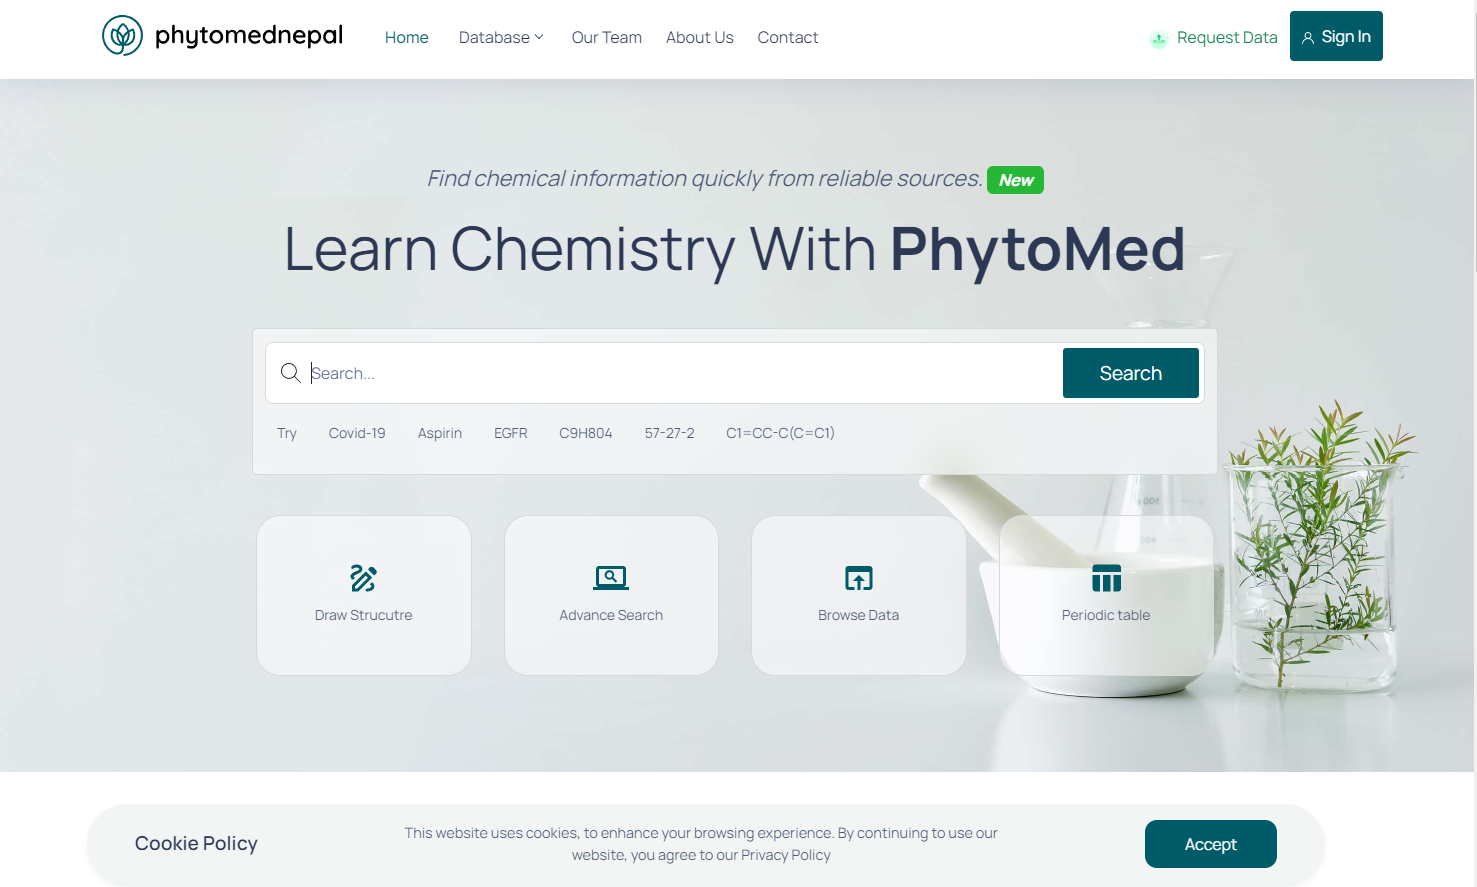 phytomednepal
Home Database Our Team About Us Contact
Request Data
Sign In
Find chemical information quickly from reliable sources. New
Learn Chemistry With PhytoMed
Search... Search
Try Covid-19 Aspirin EGFR C9H804 57-27-2 C1=CC-C(C=C1)
Draw Strucutre
Advance Search
Browse Data
Periodic table
Cookie Policy
This website uses cookies, to enhance your browsing experience. By continuing to use our
website, you agree to our Privacy Policy
Accept